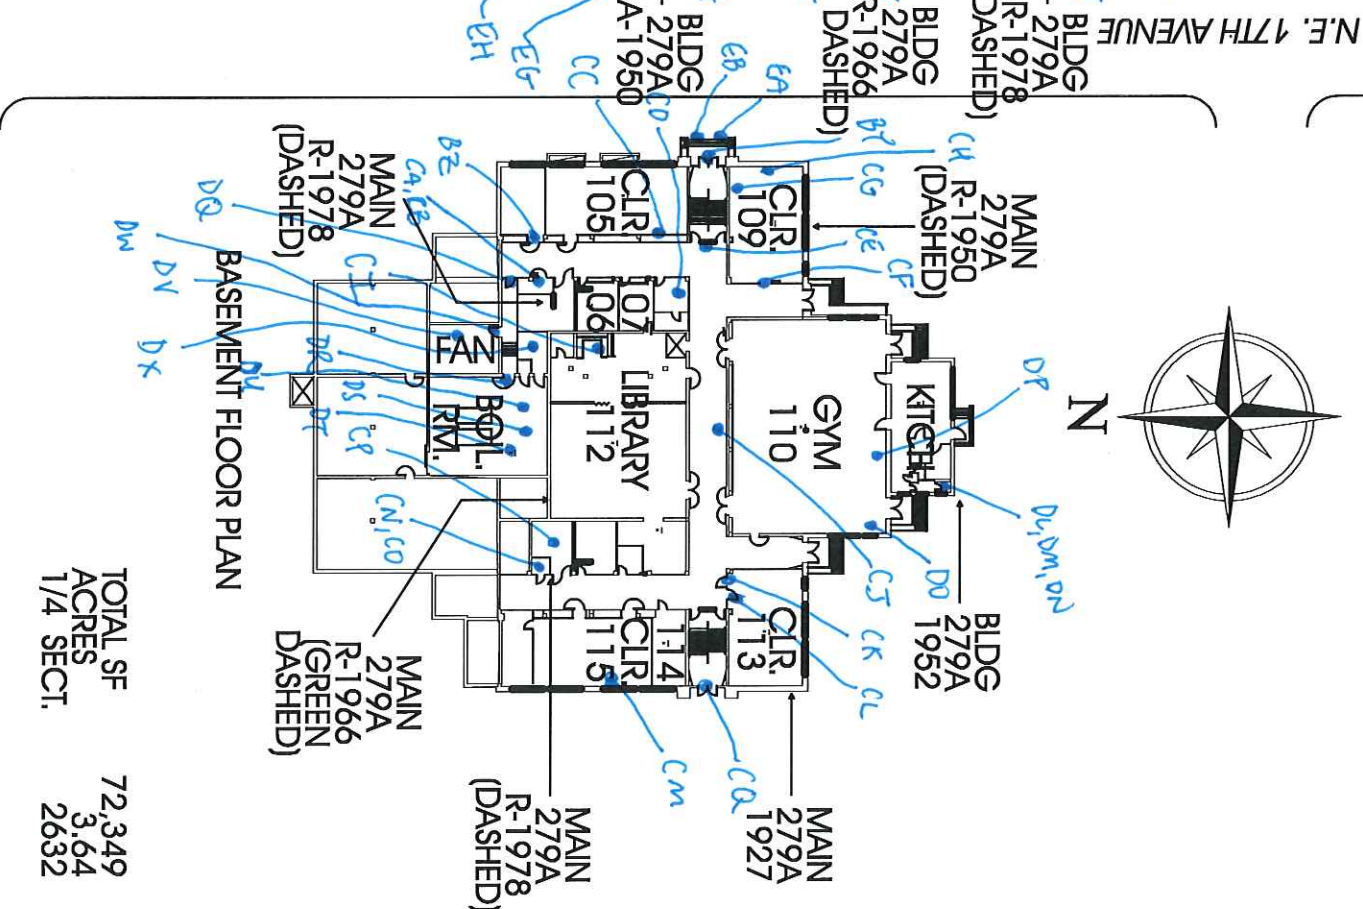 N.E. 17TH AVENUE
BLDG
279A
R-1978
DASHED)
BLDG
279A
R-1966
DASHED)
BLDG
279A
A-1950
EH
EG
CC
CD
EB
EA
BY
CG
CH
MAIN
279A
R-1950
(DASHED)
BZ
CA, CB
MAIN
279A
R-1978
(DASHED)
CLR.
105
CLR.
109
CE
CF
DQ
DW
DV
DX
106
107
FAN
LIBRARY
112
GYM
110
KITCH
DP
N
BOIL.
RM.
DR
DU
DS
DT
CP
CN, CO
CJ
CK
CL
DO
DL, DM, DN
BLDG
279A
1952
BASEMENT FLOOR PLAN
CLR.
115
114
CLR.
113
CM
CQ
MAIN
279A
R-1966
(GREEN
DASHED)
MAIN
279A
R-1978
(DASHED)
MAIN
279A
1927
TOTAL SF 72,349
ACRES 3.64
1/4 SECT. 2632